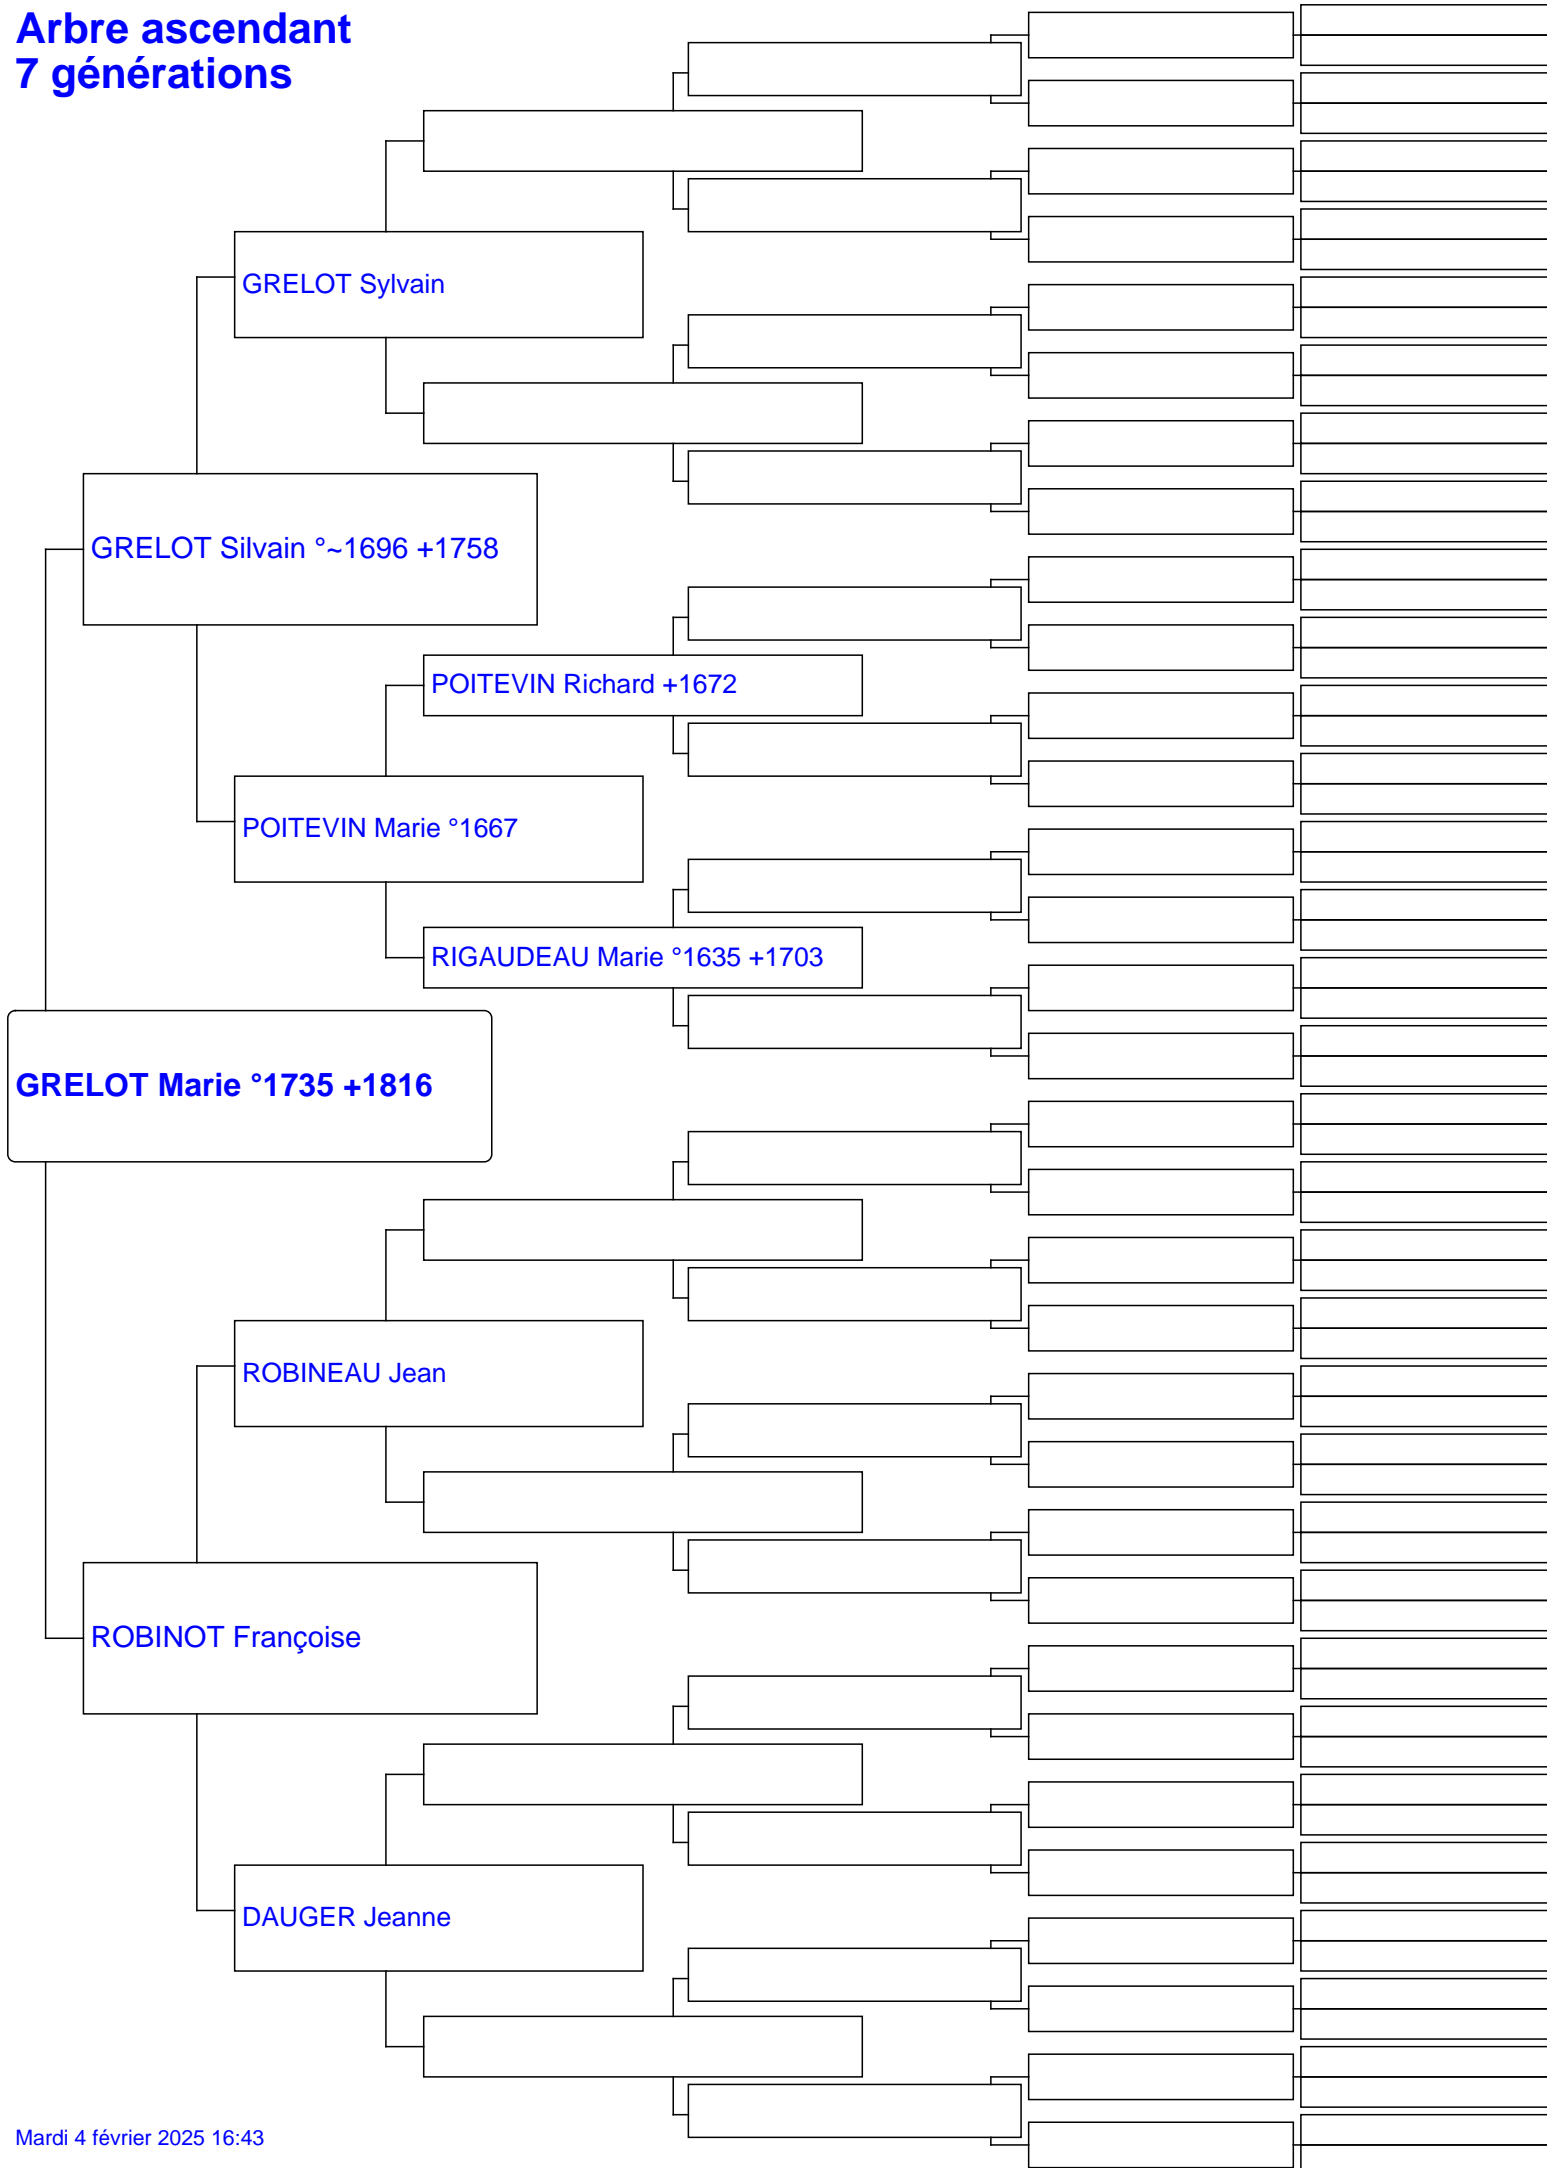 Arbre ascendant
7 générations
GRELOT Sylvain
GRELOT Silvain °~1696 +1758
POITEVIN Richard +1672
POITEVIN Marie °1667
RIGAUDEAU Marie °1635 +1703
GRELOT Marie °1735 +1816
ROBINEAU Jean
ROBINOT Françoise
DAUGER Jeanne
Mardi 4 février 2025 16:43